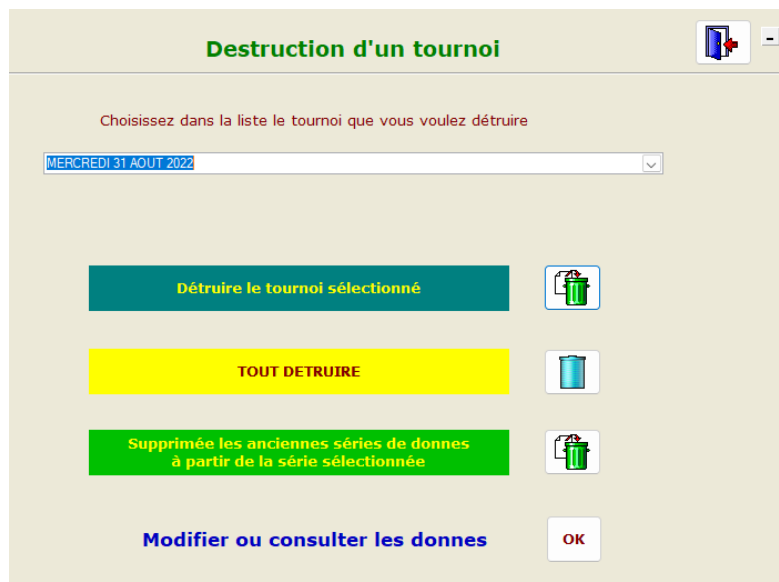 Destruction d'un tournoi
Choisissez dans la liste le tournoi que vous voulez détruire
MERCREDI 31 AOUT 2022
Détruire le tournoi sélectionné
TOUT DETRUIRE
Supprimée les anciennes séries de donnes
à partir de la série sélectionnée
Modifier ou consulter les donnes
OK